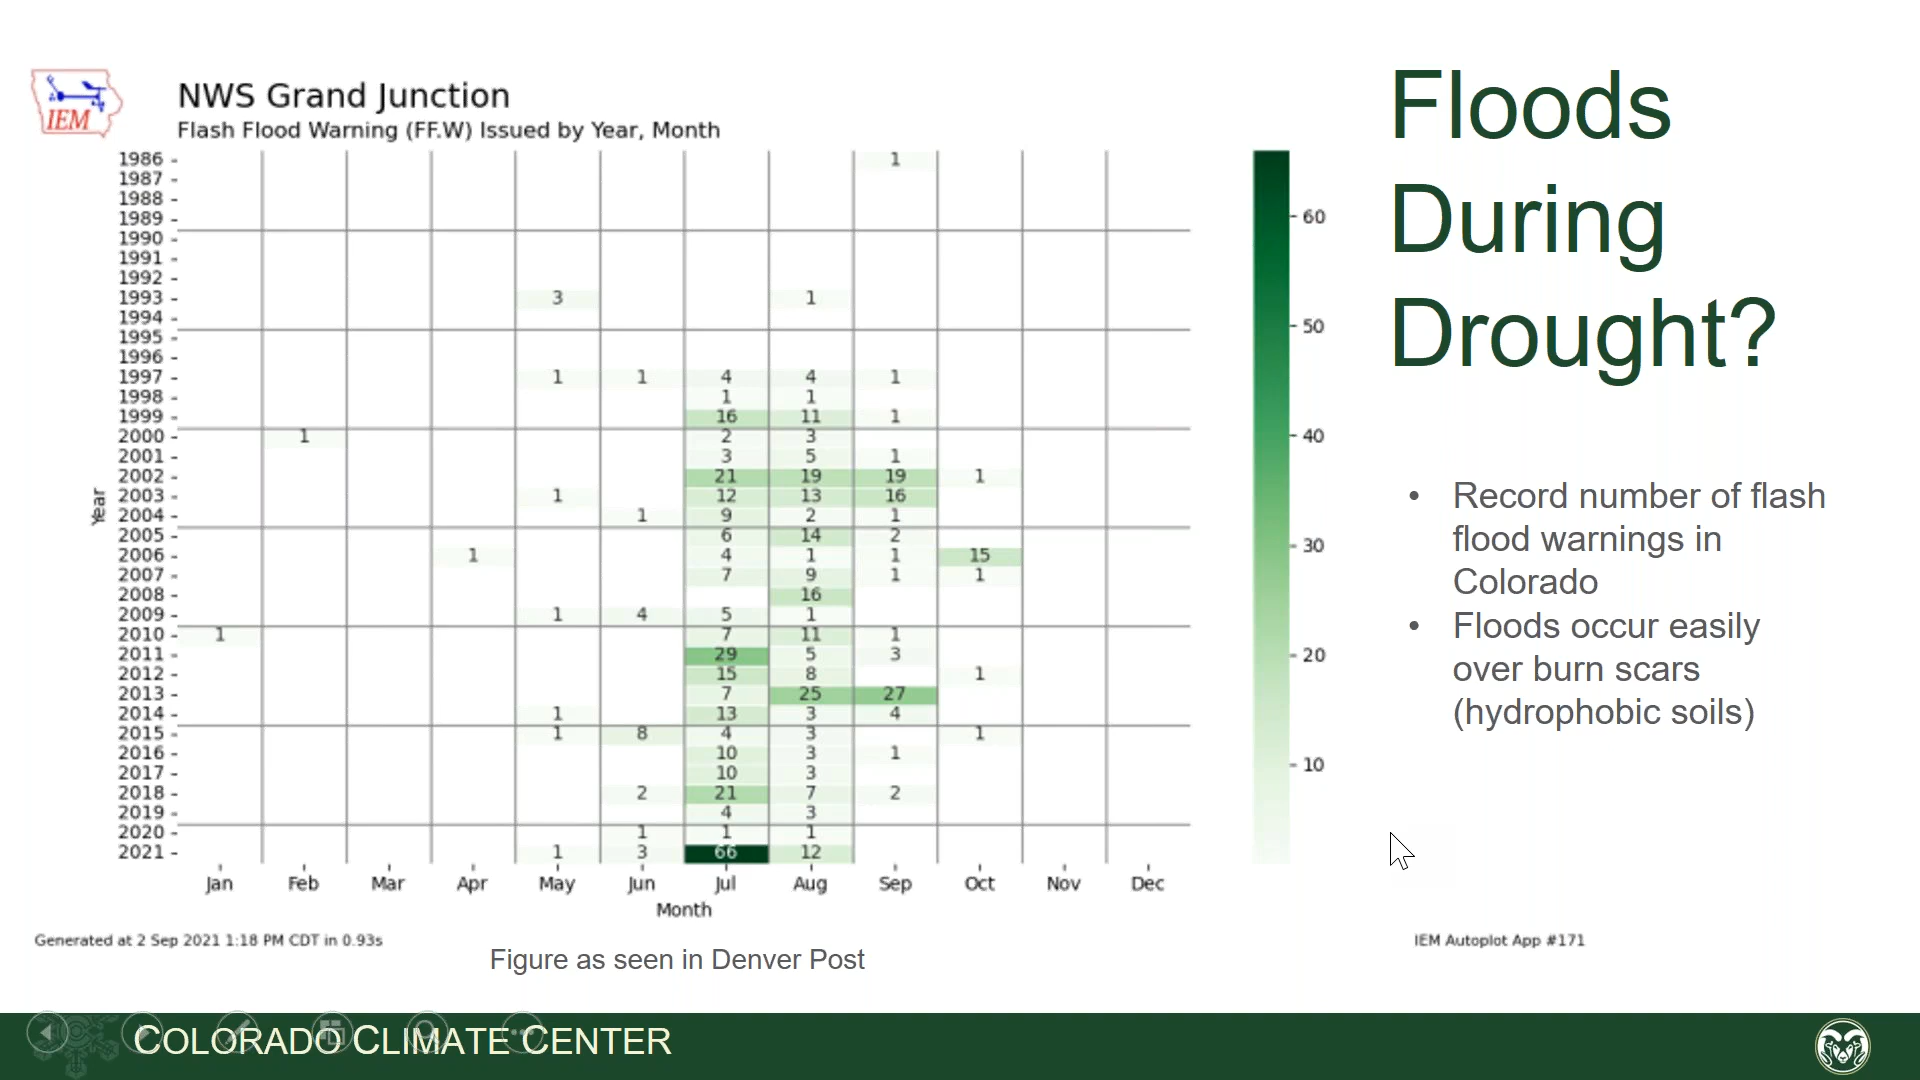 IEM
NWS Grand Junction
Flash Flood Warning (FF.W) Issued by Year, Month
1986 - 1
1987 -
1988 -
1989 -
1990 -
1991 -
1992 -
1993 - 3 1
1994 -
1995 -
1996 -
1997 - 1 1 4 4 1
1998 - 1 1
1999 - 16 11 1
2000 - 1 2 3
2001 - 3 5 1
2002 - 21 19 19 1
2003 - 1 12 13 16
2004 - 1 9 2 1
2005 - 6 14 2
2006 - 1 4 1 1 15
2007 - 7 9 1 1
2008 - 16
2009 - 1 4 5 1
2010 - 1 7 11 1
2011 - 29 5 3
2012 - 15 8 1
2013 - 7 25 27
2014 - 1 13 3 4
2015 - 1 8 4 3 1
2016 - 10 3 1
2017 - 10 3
2018 - 2 21 7 2
2019 - 4 3
2020 - 1 1 1
2021 - 1 3 66 12
Year
Jan Feb Mar Apr May Jun Jul Aug Sep Oct Nov Dec
Month
60
50
40
30
20
10
Generated at 2 Sep 2021 1:18 PM CDT in 0.93s
IEM Autoplot App #171
Figure as seen in Denver Post
Floods
During
Drought?
• Record number of flash
flood warnings in
Colorado
• Floods occur easily
over burn scars
(hydrophobic soils)
COLORADO CLIMATE CENTER